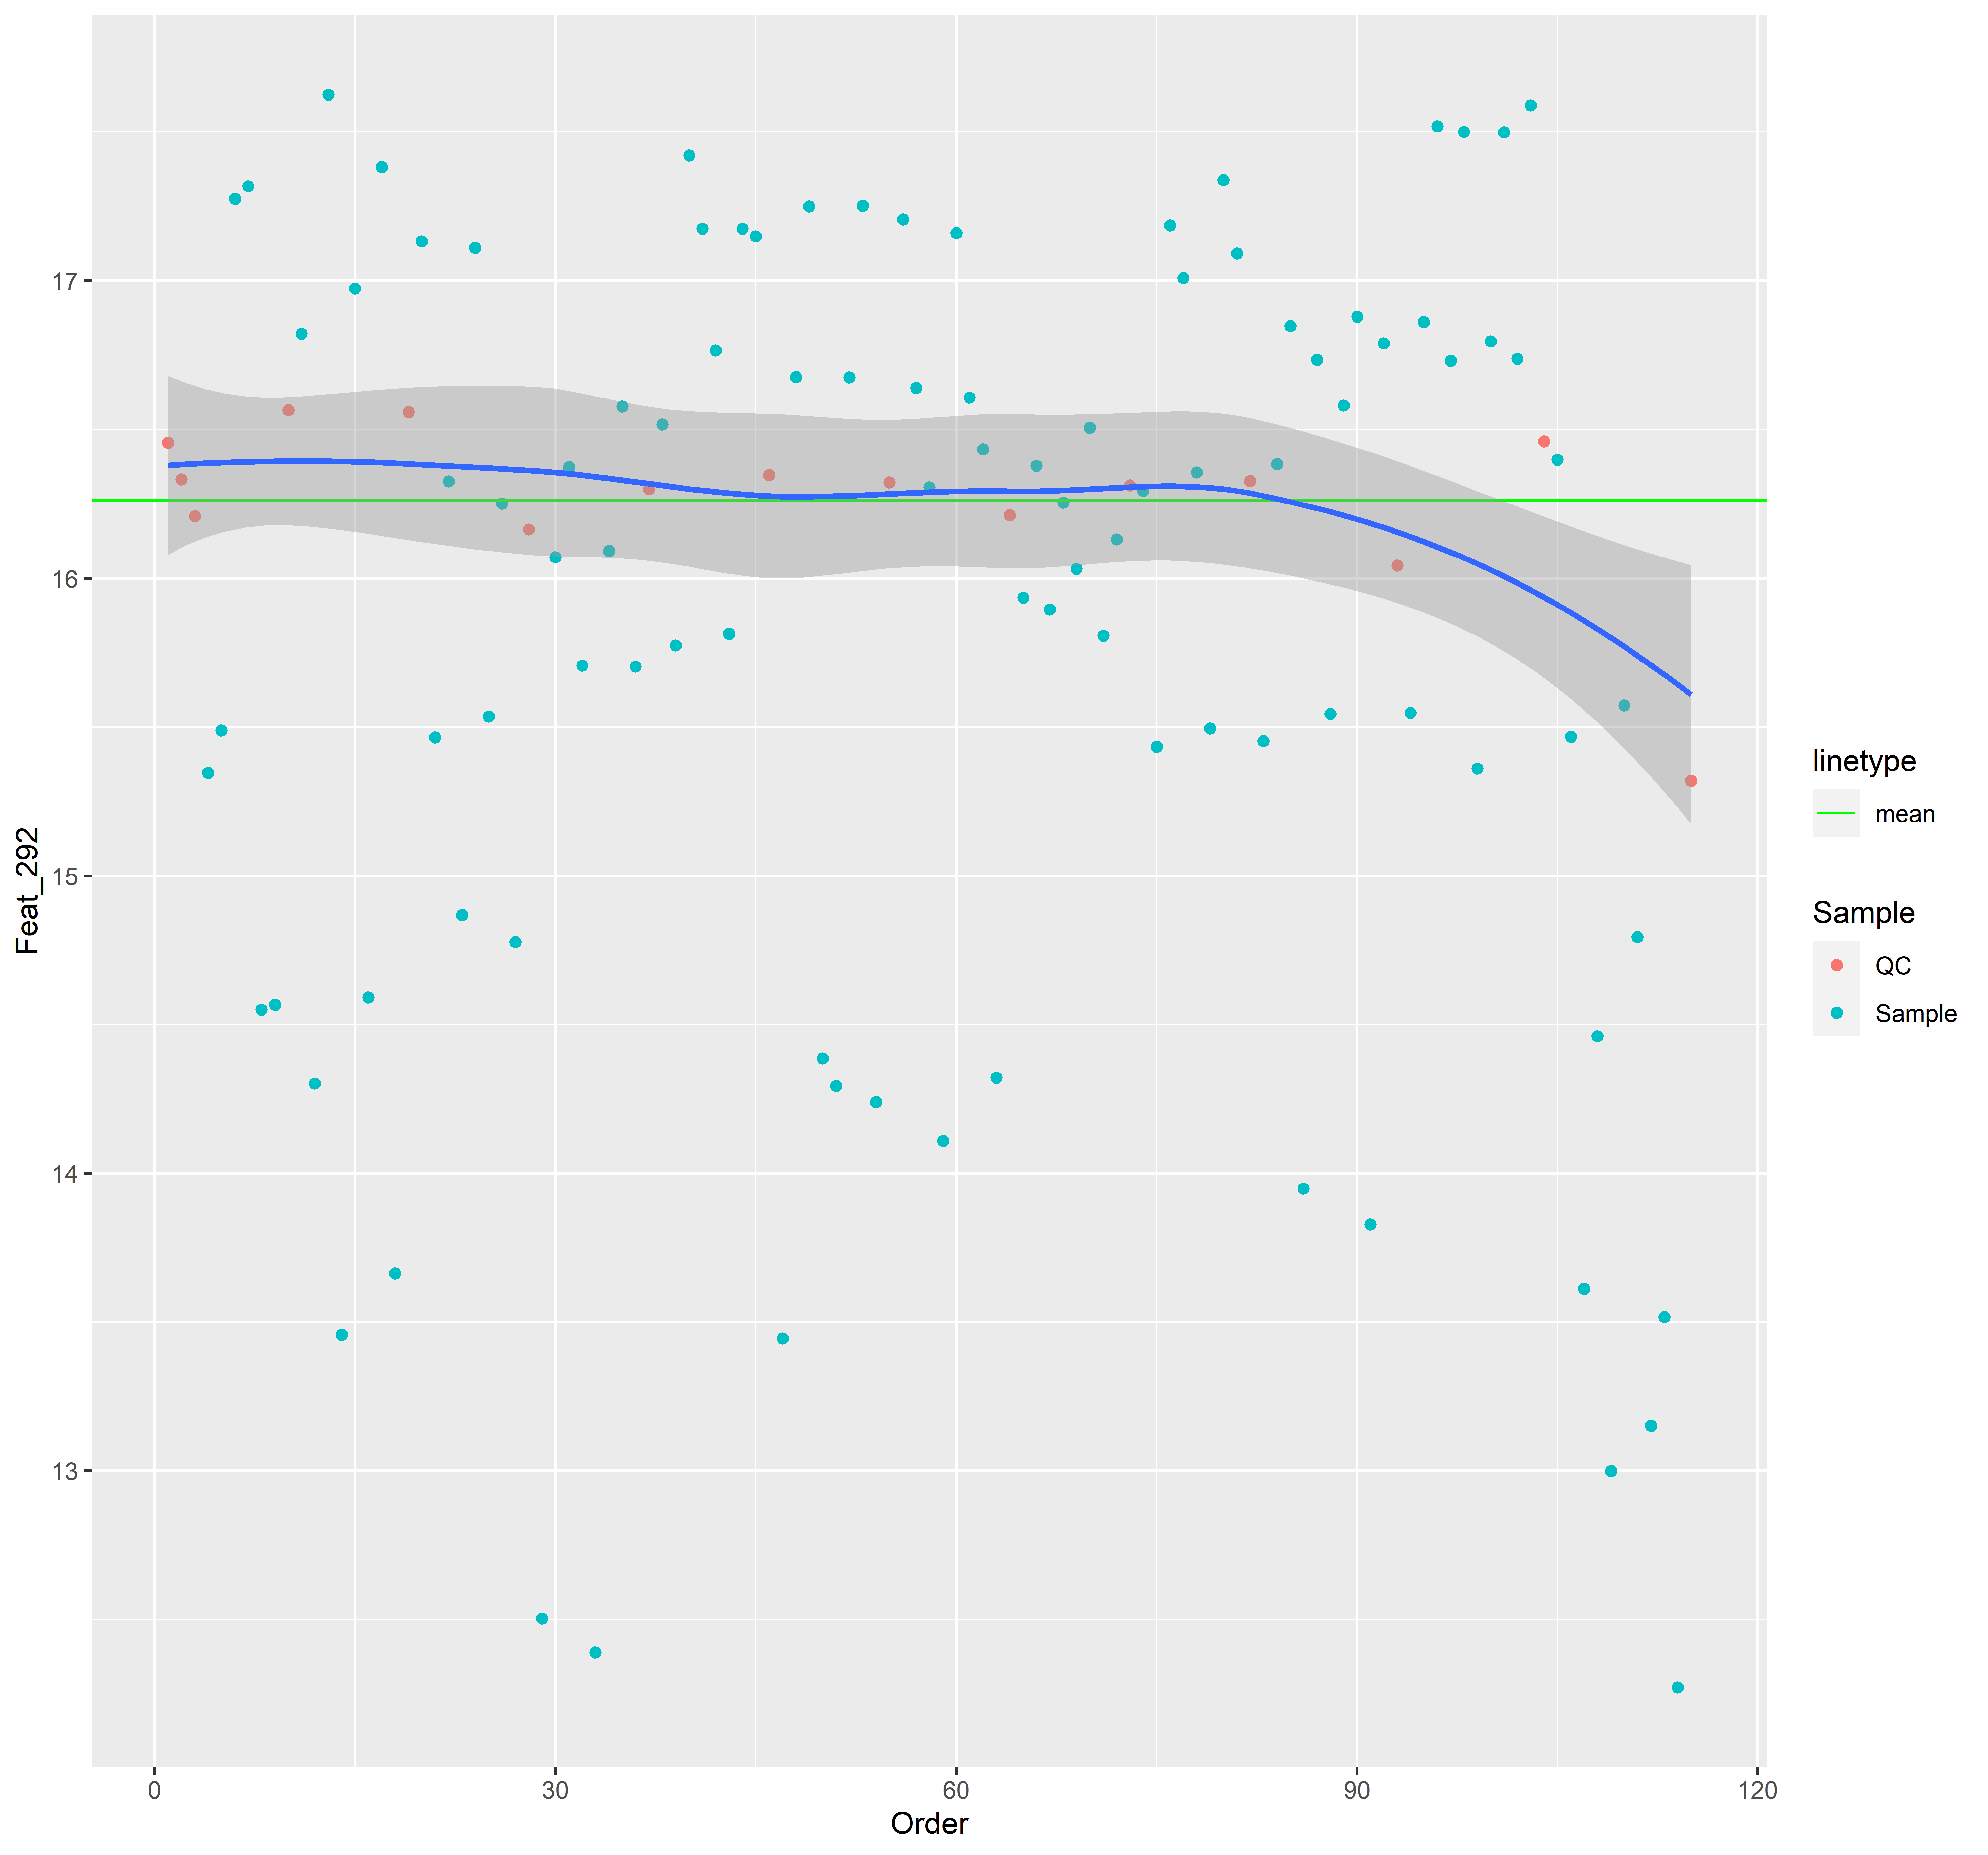 17
16
15
14
13
Feat_292
0 30 60 90 120
Order
linetype
mean
Sample
QC
Sample